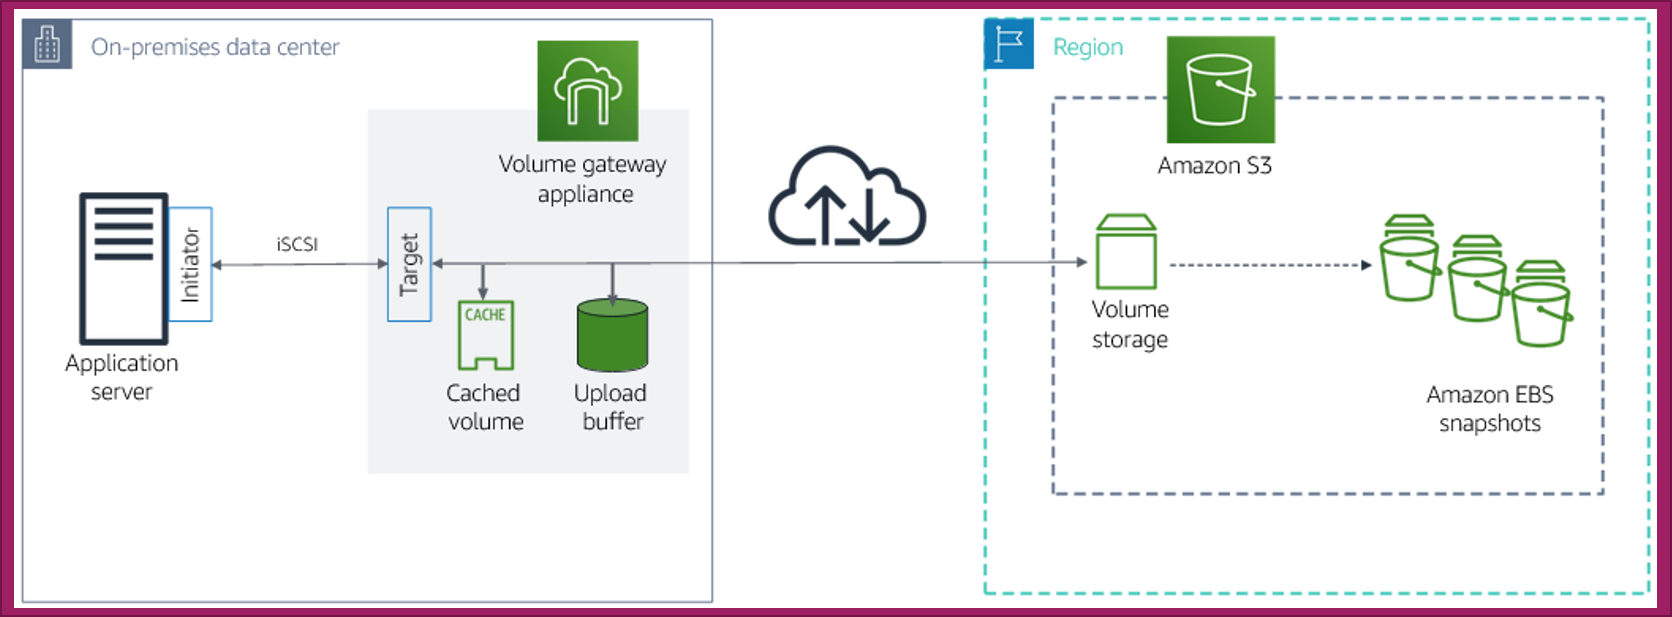 On-premises data center
Region
Volume gateway
appliance
Amazon S3
Initiator
iSCSI
Target
CACHE
Application
server
Cached
volume
Upload
buffer
Volume
storage
Amazon EBS
snapshots